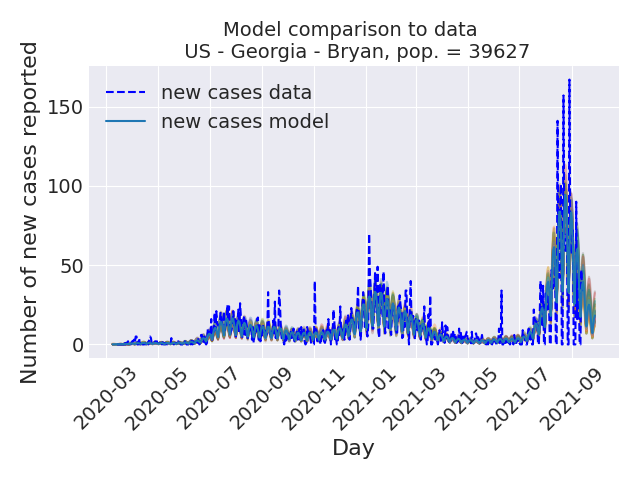 Model comparison to data
US - Georgia - Bryan, pop. = 39627
Number of new cases reported
150
100
50
0
new cases data
new cases model
2020-03
2020-05
2020-07
2020-09
2020-11
2021-01
2021-03
2021-05
2021-07
2021-09
Day